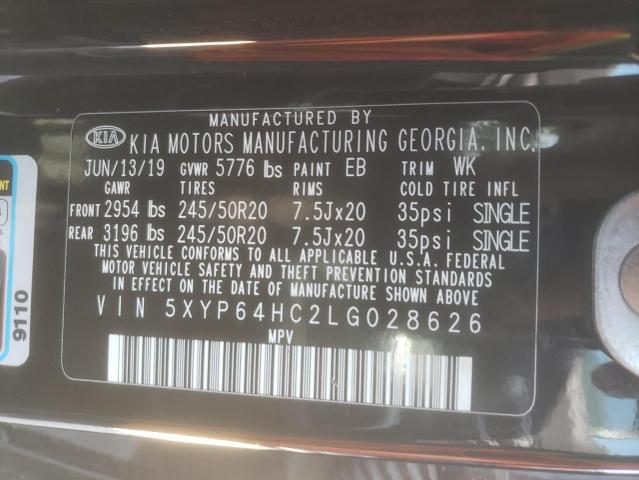 MANUFACTURED BY
KIA KIA MOTORS MANUFACTURING GEORGIA, INC.
JUN/13/19 GVWR 5776 lbs PAINT EB TRIM WK
GAWR TIRES RIMS COLD TIRE INFL
FRONT 2954 lbs 245/50R20 7.5Jx20 35psi SINGLE
REAR 3196 lbs 245/50R20 7.5Jx20 35psi SINGLE
THIS VEHICLE CONFORMS TO ALL APPLICABLE U.S.A. FEDERAL
MOTOR VEHICLE SAFETY AND THEFT PREVENTION STANDARDS
IN EFFECT ON THE DATE OF MANUFACTURE SHOWN ABOVE.
VIN 5XYP64HC2LG028626
MPV
9110